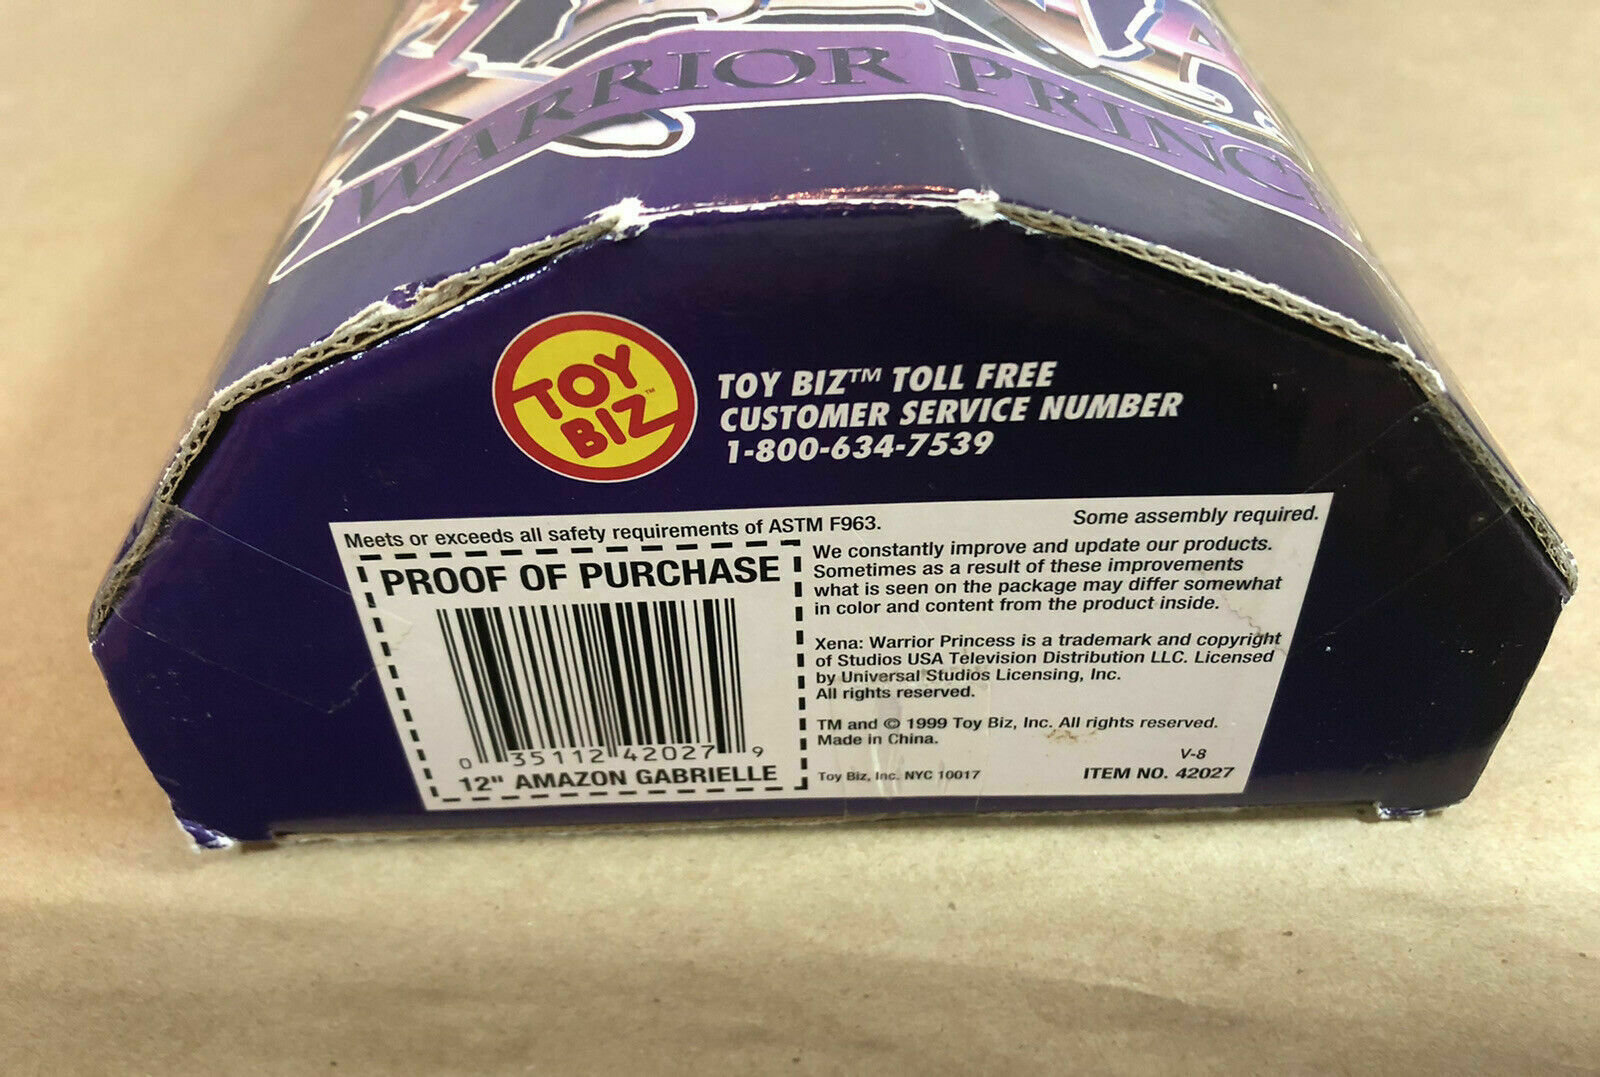 WARRIOR PRINC
TOY BIZ™
TOY BIZ™ TOLL FREE
CUSTOMER SERVICE NUMBER
1-800-634-7539
Meets or exceeds all safety requirements of ASTM F963.
Some assembly required.
PROOF OF PURCHASE
0 35112 42027 9
12" AMAZON GABRIELLE
We constantly improve and update our products.
Sometimes as a result of these improvements
what is seen on the package may differ somewhat
in color and content from the product inside.
Xena: Warrior Princess is a trademark and copyright
of Studios USA Television Distribution LLC. Licensed
by Universal Studios Licensing, Inc.
All rights reserved.
TM and © 1999 Toy Biz, Inc. All rights reserved.
Made in China.
V-8
Toy Biz, Inc. NYC 10017
ITEM NO. 42027